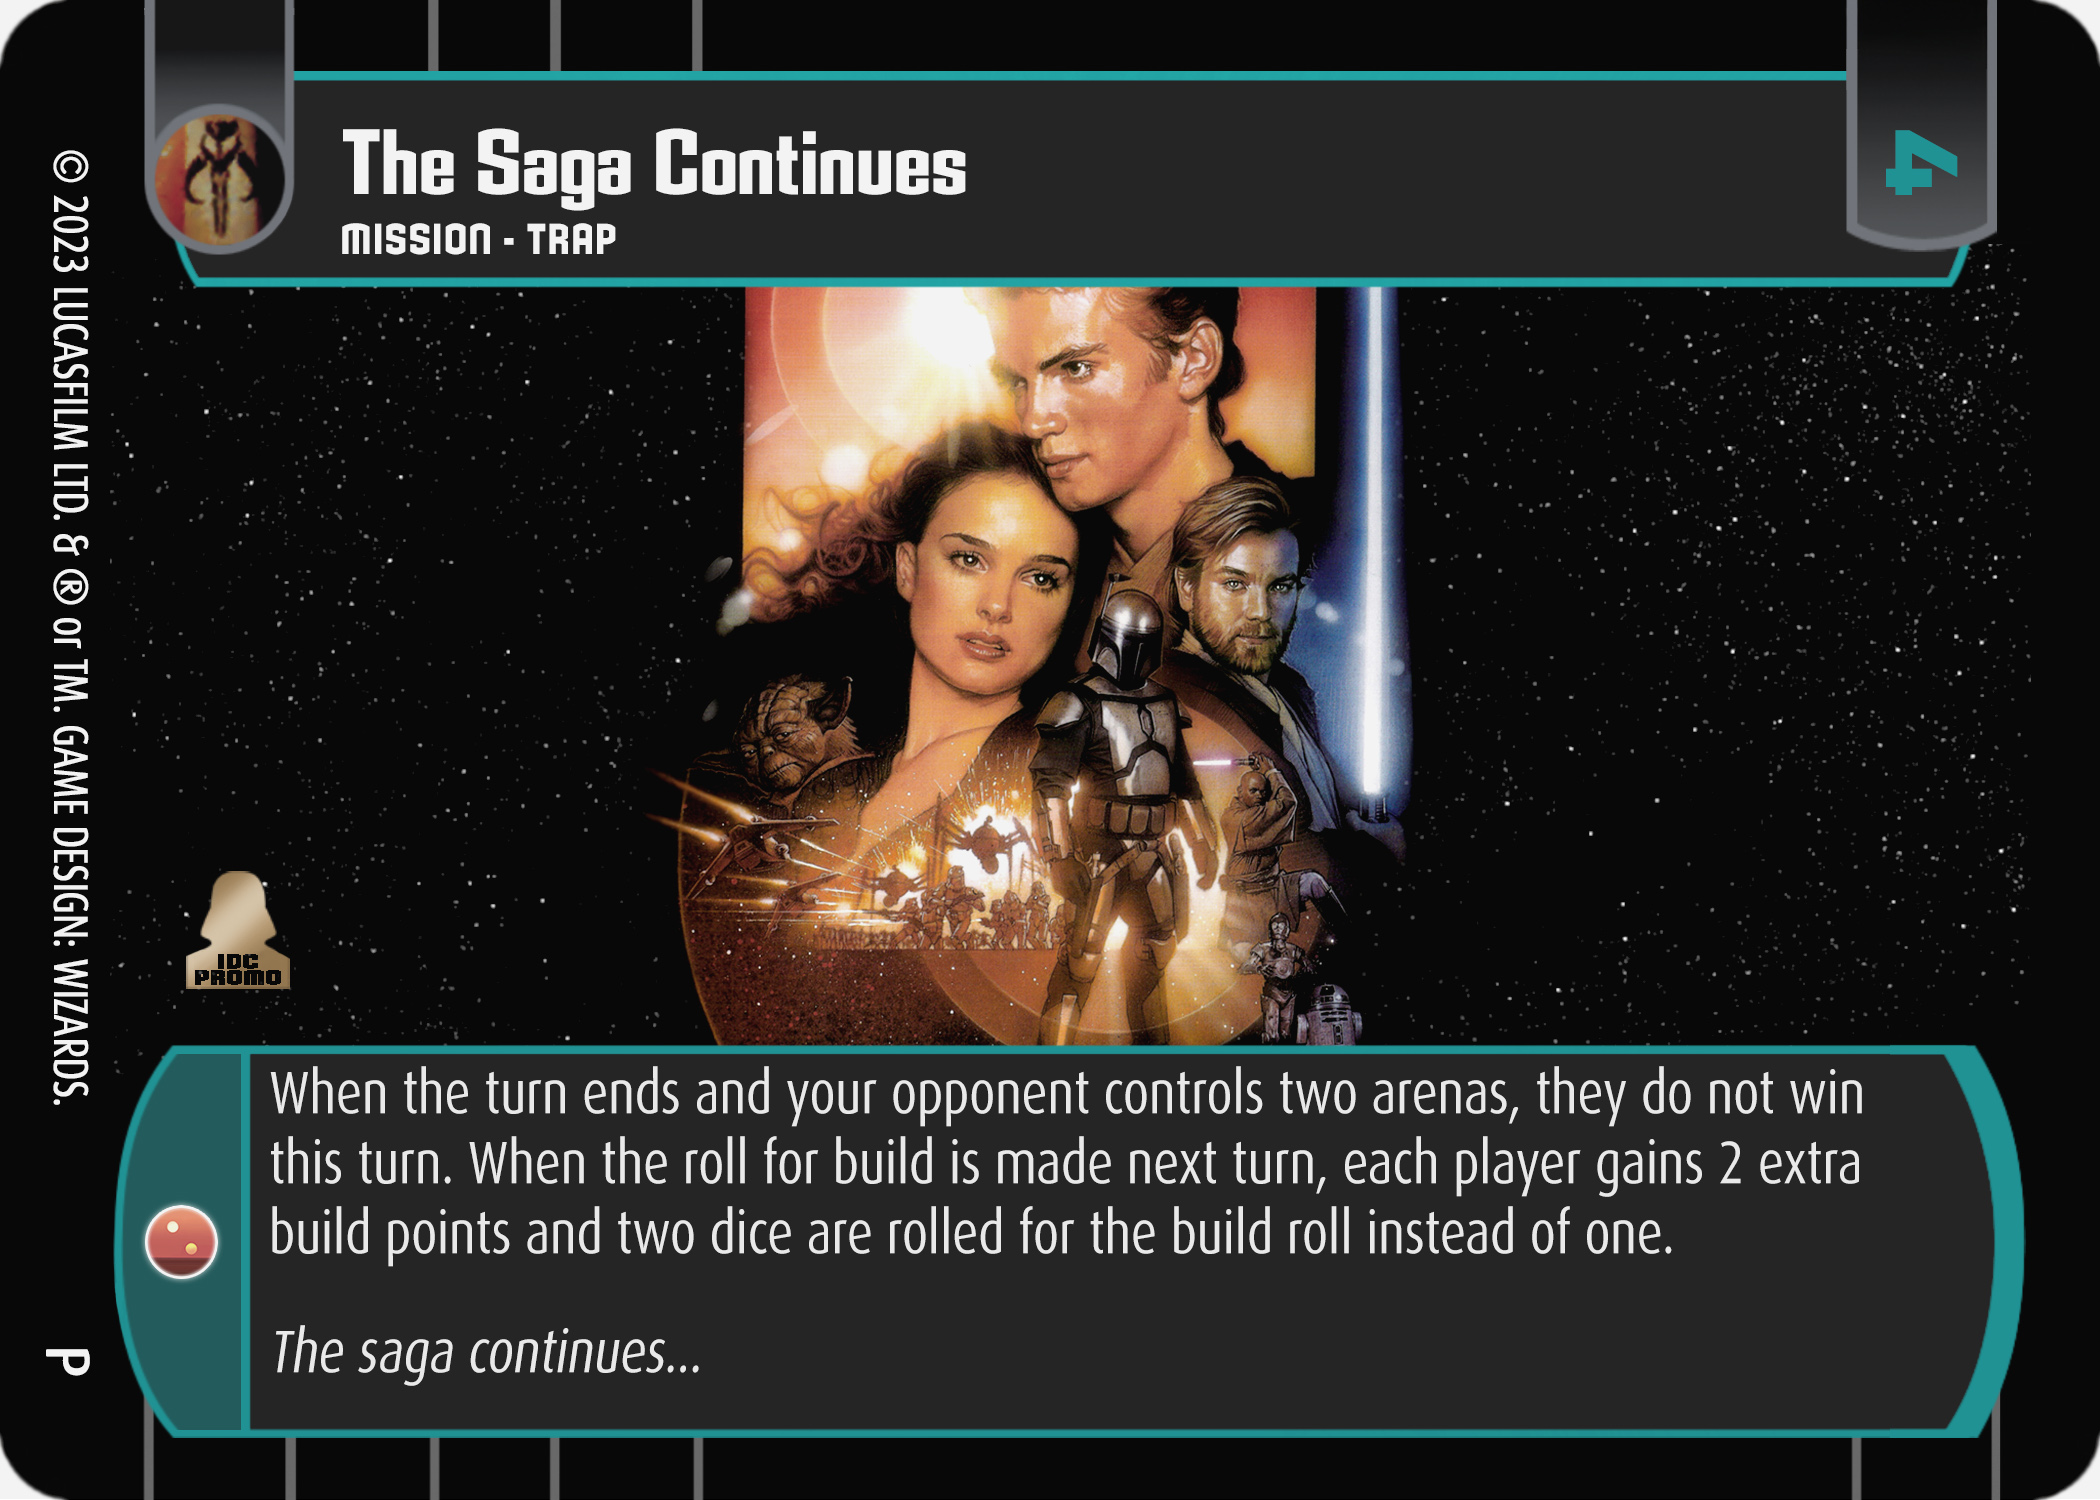 The Saga Continues
MISSION - TRAP
4
© 2023 LUCASFILM LTD. & ® or TM. GAME DESIGN: WIZARDS.
IDC
PROMO
When the turn ends and your opponent controls two arenas, they do not win
this turn. When the roll for build is made next turn, each player gains 2 extra
build points and two dice are rolled for the build roll instead of one.
The saga continues...
P